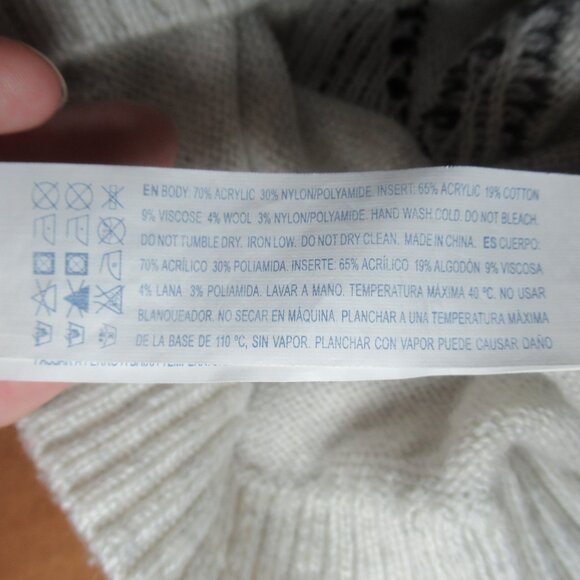 EN BODY: 70% ACRYLIC 30% NYLON/POLYAMIDE. INSERT. 65% ACRYLIC 19% COTTON
9% VISCOSE 4% WOOL 3% NYLON/POLYAMIDE. HAND WASH COLD. DO NOT BLEACH.
DO NOT TUMBLE DRY. IRON LOW. DO NOT DRY CLEAN. MADE IN CHINA. ES CUERPO:
70% ACRÍLICO 30% POLIAMIDA. INSERTE. 65% ACRÍLICO 19% ALGODÓN 9% VISCOSA
4% LANA. 3% POLIAMIDA. LAVAR A MANO. TEMPERATURA MÁXIMA 40 ºC. NO USAR
BLANQUEADOR. NO SECAR EN MÁQUINA. PLANCHAR A UNA TEMPERATURA MÁXIMA
DE LA BASE DE 110 ºC, SIN VAPOR. PLANCHAR CON VAPOR PUEDE CAUSAR DAÑO